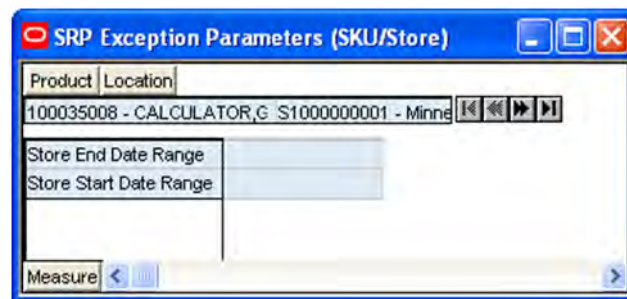 SRP Exception Parameters (SKU/Store)
Product Location
100035008 - CALCULATOR,G S1000000001 - Minne
Store End Date Range
Store Start Date Range
Measure